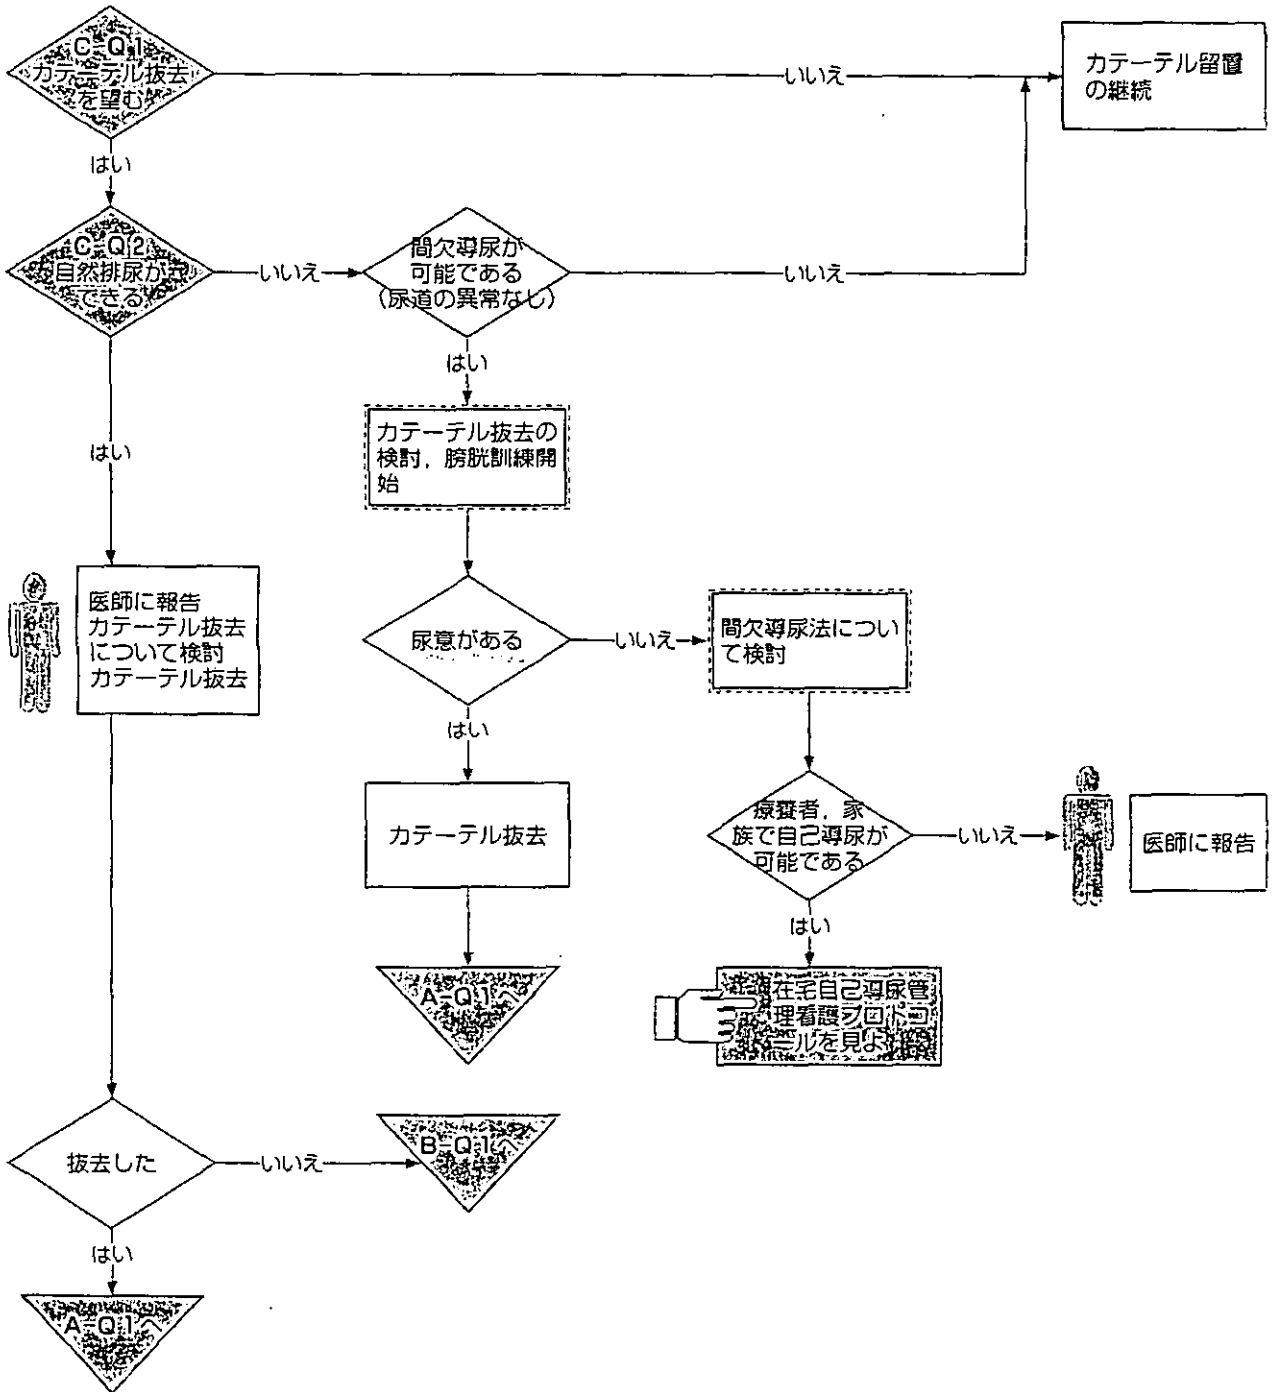 C-Q1
カテーテル抜去
を望む
いいえ
カテーテル留置
の継続
はい
C-Q2
自然排尿が
できる
いいえ
間欠導尿が
可能である
（尿道の異常なし）
いいえ
はい
はい
カテーテル抜去の
検討，膀胱訓練開
始
医師に報告
カテーテル抜去
について検討
カテーテル抜去
尿意がある
いいえ
間欠導尿法につい
て検討
はい
カテーテル抜去
療養者，家
族で自己導尿が
可能である
いいえ
医師に報告
はい
A-Q1へ
在宅自己導尿管
理看護プロトコ
ールを見よ
抜去した
いいえ
B-Q1へ
はい
A-Q1へ